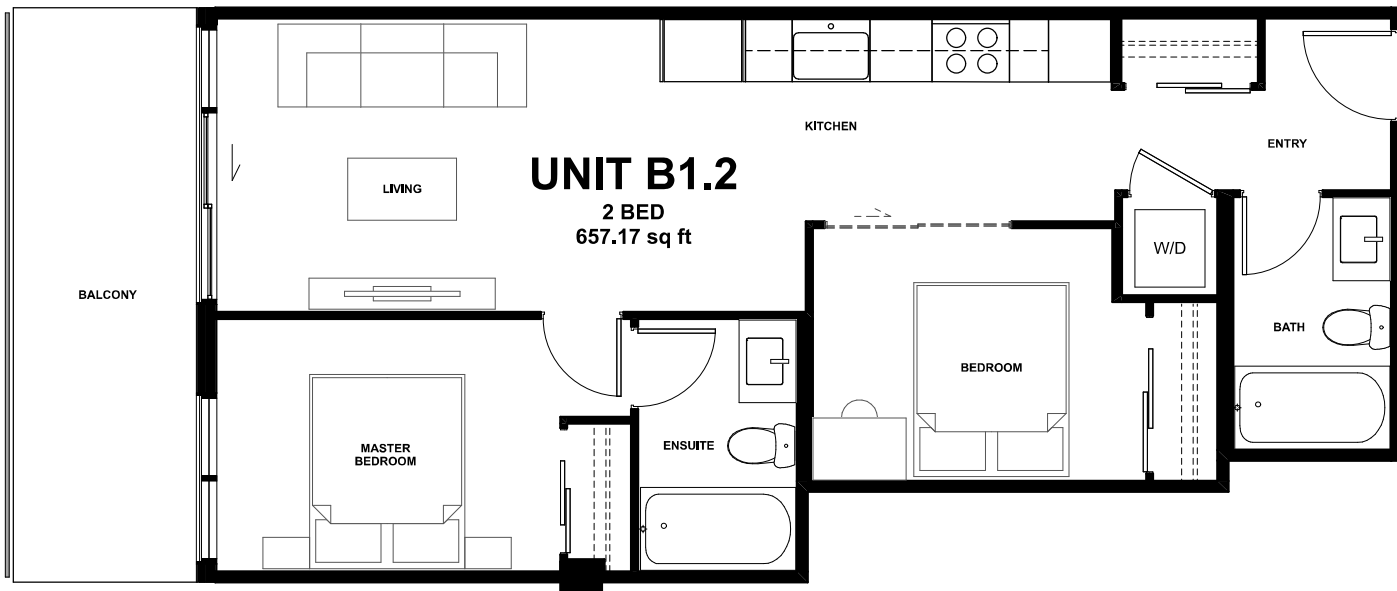 KITCHEN
ENTRY
UNIT B1.2
2 BED
657.17 sq ft
LIVING
W/D
BALCONY
BATH
BEDROOM
MASTER
BEDROOM
ENSUITE